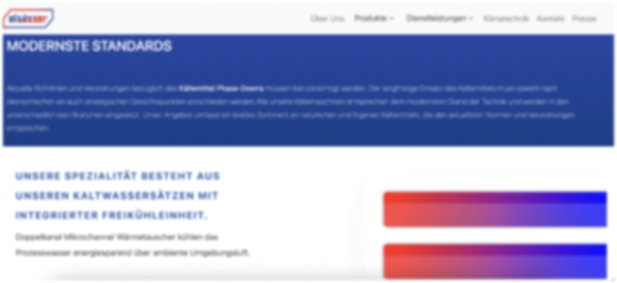 elsässer
Über Uns Produkte Dienstleistungen Klimatechnik Kontakt Presse
MODERNSTE STANDARDS
Aktuelle Richtlinien und Verordnungen bezüglich des Kältemittel Phase-Downs müssen berücksichtigt werden. Der langfristige Einsatz des Kältemittels muss sowohl nach
ökonomischen als auch strategischen Gesichtspunkten entschieden werden. Alle unsere Kältemaschinen entsprechen dem modernsten Stand der Technik und werden in den
unterschiedlichsten Branchen eingesetzt. Unser Angebot umfasst ein breites Sortiment an natürlichen und A2L Kältemitteln, die den aktuellsten Normen und Verordnungen
entsprechen.
UNSERE SPEZIALITÄT BESTEHT AUS
UNSEREN KALTWASSERSÄTZEN MIT
INTEGRIERTER FREIKÜHLEINHEIT.
Doppelkanal Mikrochannel Wärmetauscher kühlen das
Prozesswasser energiesparend über ambiente Umgebungsluft.